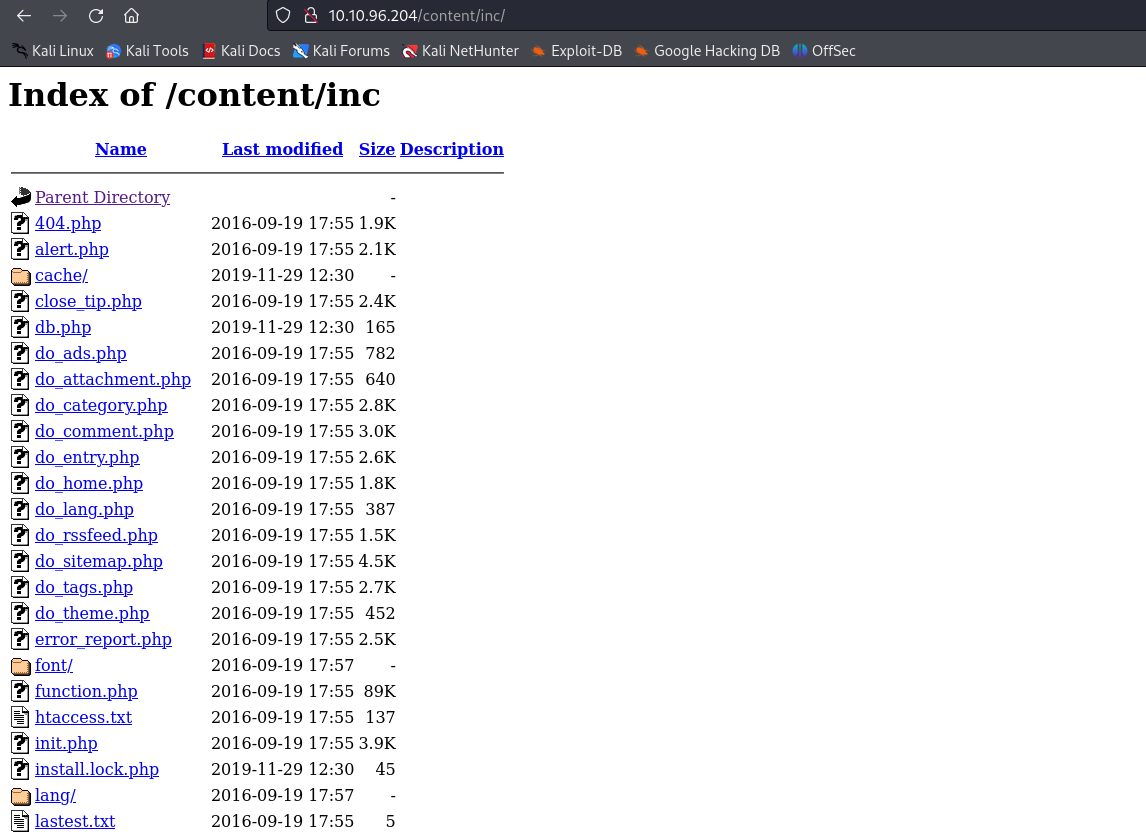 10.10.96.204/content/inc/
Kali Linux Kali Tools Kali Docs Kali Forums Kali NetHunter Exploit-DB Google Hacking DB OffSec
Index of /content/inc
Name Last modified Size Description
Parent Directory -
404.php 2016-09-19 17:55 1.9K
alert.php 2016-09-19 17:55 2.1K
cache/ 2019-11-29 12:30 -
close_tip.php 2016-09-19 17:55 2.4K
db.php 2019-11-29 12:30 165
do_ads.php 2016-09-19 17:55 782
do_attachment.php 2016-09-19 17:55 640
do_category.php 2016-09-19 17:55 2.8K
do_comment.php 2016-09-19 17:55 3.0K
do_entry.php 2016-09-19 17:55 2.6K
do_home.php 2016-09-19 17:55 1.8K
do_lang.php 2016-09-19 17:55 387
do_rssfeed.php 2016-09-19 17:55 1.5K
do_sitemap.php 2016-09-19 17:55 4.5K
do_tags.php 2016-09-19 17:55 2.7K
do_theme.php 2016-09-19 17:55 452
error_report.php 2016-09-19 17:55 2.5K
font/ 2016-09-19 17:57 -
function.php 2016-09-19 17:55 89K
htaccess.txt 2016-09-19 17:55 137
init.php 2016-09-19 17:55 3.9K
install.lock.php 2019-11-29 12:30 45
lang/ 2016-09-19 17:57 -
lastest.txt 2016-09-19 17:55 5